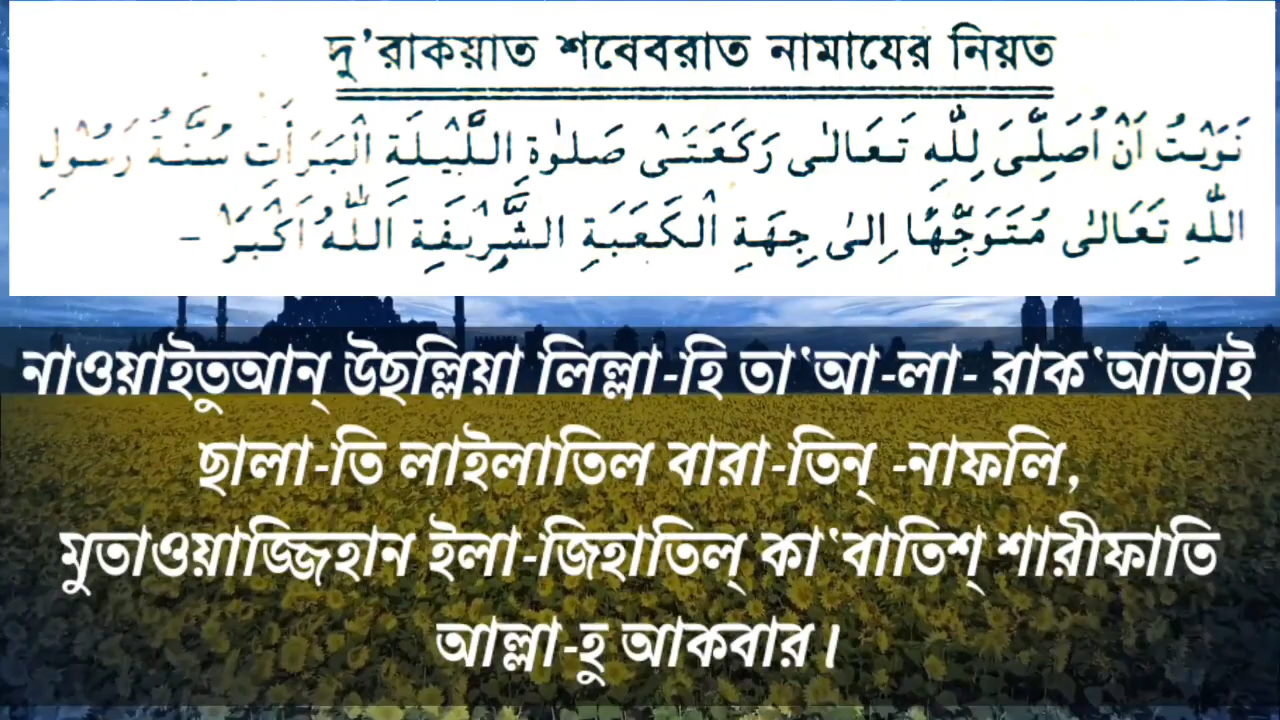 দু'রাকয়াত শবেবরাত নামাযের নিয়ত
نَوَيْتُ اَنْ اُصَلِّىَ لِلّٰهِ تَعَالٰى رَكَعَتَىْ صَلٰوةِ اللَّيْلَةِ الْبَرَأتِ سُنَّةُ رَسُوْلِ
اللّٰهِ تَعَالٰى مُتَوَجِّهًا اِلٰى جِهَةِ الْكَعَبَةِ الشَّرِيْفَةِ اَللّٰهُ اَكْبَرْ –
নাওয়াইতুআন্ উছল্লিয়া লিল্লা-হি তা'আ-লা- রাক'আতাই
ছালা-তি লাইলাতিল বারা-তিন্ -নাফলি,
মুতাওয়াজ্জিহান ইলা-জিহাতিল্ কা'বাতিশ্ শারীফাতি
আল্লা-হু আকবার।